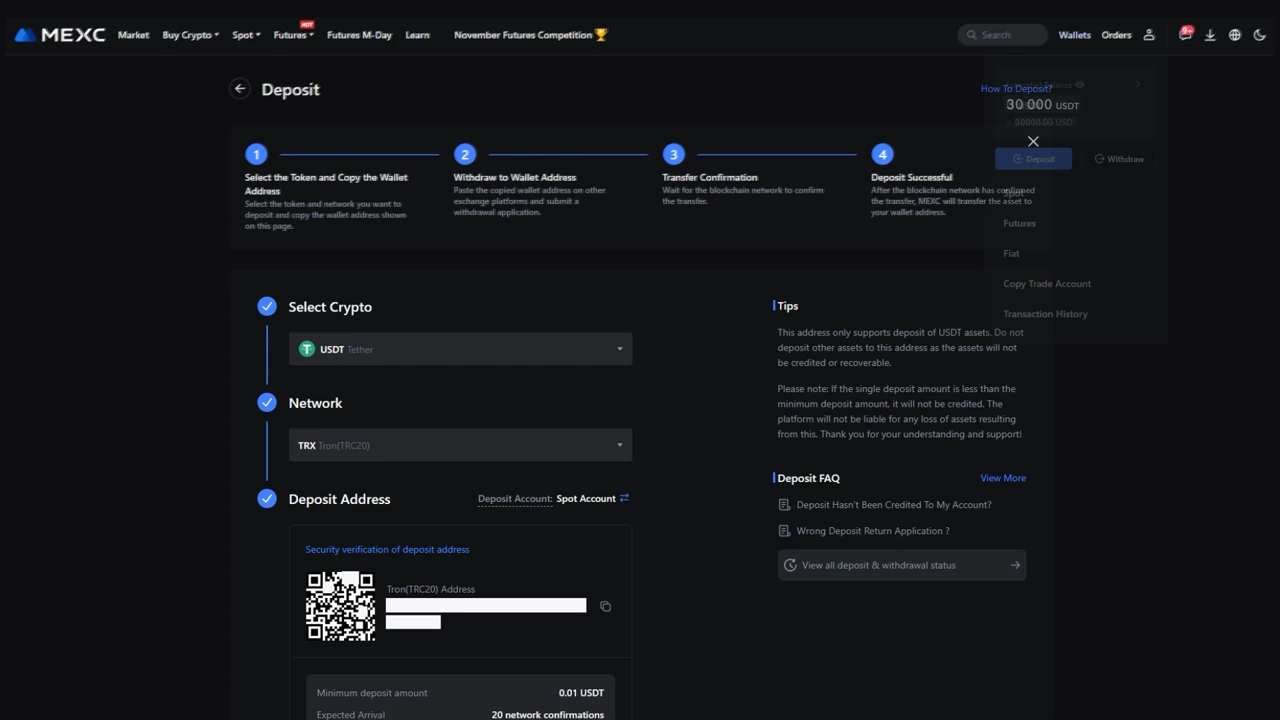 MEXC Market Buy Crypto Spot Futures HOT Futures M-Day Learn November Futures Competition Search Wallets Orders 9+
Deposit
How To Deposit?
Balance
30.000 USDT
30000.00 USD
Deposit Withdraw
1 2 3 4
Select the Token and Copy the Wallet
Address
Select the token and network you want to
deposit and copy the wallet address shown
on this page.
Withdraw to Wallet Address
Paste the copied wallet address on other
exchange platforms and submit a
withdrawal application.
Transfer Confirmation
Wait for the blockchain network to confirm
the transfer.
Deposit Successful
After the blockchain network has confirmed
the transfer, MEXC will transfer the asset to
your wallet address.
Spot
Futures
Fiat
Copy Trade Account
Transaction History
Select Crypto
USDT Tether
Network
TRX Tron(TRC20)
Deposit Address
Deposit Account: Spot Account
Security verification of deposit address
Tron(TRC20) Address
Minimum deposit amount 0.01 USDT
Expected Arrival 20 network confirmations
Tips
This address only supports deposit of USDT assets. Do not
deposit other assets to this address as the assets will not
be credited or recoverable.
Please note: If the single deposit amount is less than the
minimum deposit amount, it will not be credited. The
platform will not be liable for any loss of assets resulting
from this. Thank you for your understanding and support!
Deposit FAQ View More
Deposit Hasn't Been Credited To My Account?
Wrong Deposit Return Application ?
View all deposit & withdrawal status